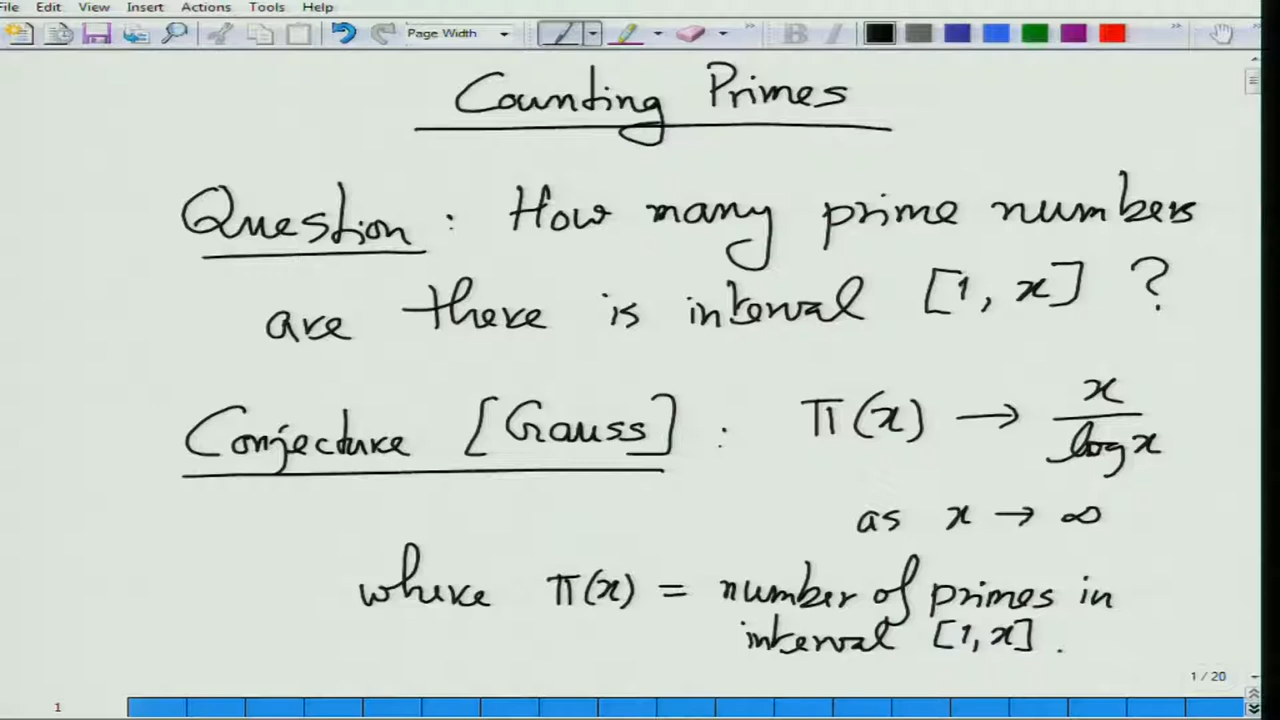 File Edit View Insert Actions Tools Help
Page Width
Counting Primes
Question : How many prime numbers
are there is interval [1, x] ?
Conjecture [Gauss] : π(x) → x / log x
as x → ∞
where π(x) = number of primes in
interval [1, x] .
1 / 20
1